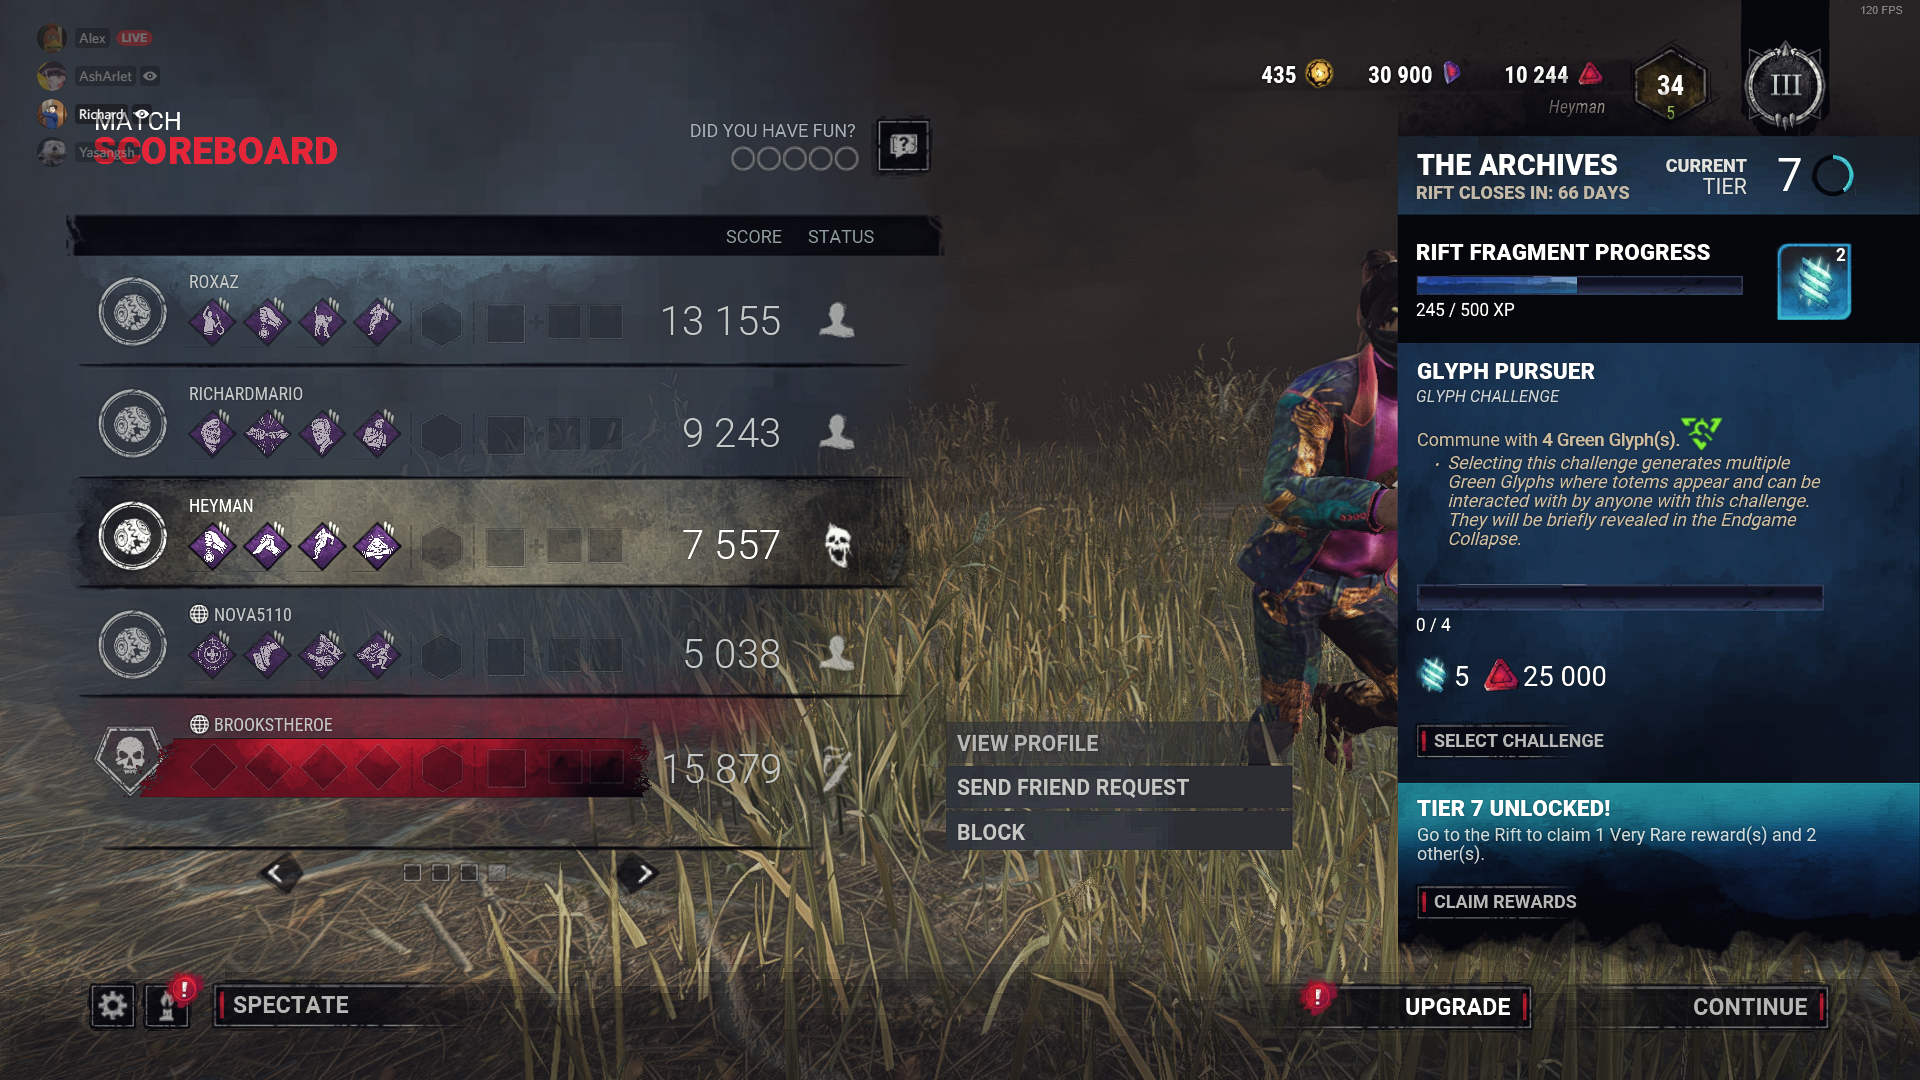 120 FPS
Alex LIVE
AshArlet
Richard
Yasangsh
MATCH
SCOREBOARD
DID YOU HAVE FUN?
435 30 900 10 244
Heyman
34
5
III
SCORE STATUS
ROXAZ
13 155
RICHARDMARIO
9 243
HEYMAN
7 557
NOVA5110
5 038
BROOKSTHEROE
15 879
VIEW PROFILE
SEND FRIEND REQUEST
BLOCK
THE ARCHIVES
RIFT CLOSES IN: 66 DAYS
CURRENT
TIER
7
RIFT FRAGMENT PROGRESS
2
245 / 500 XP
GLYPH PURSUER
GLYPH CHALLENGE
Commune with 4 Green Glyph(s).
· Selecting this challenge generates multiple
Green Glyphs where totems appear and can be
interacted with by anyone with this challenge.
They will be briefly revealed in the Endgame
Collapse.
0 / 4
5 25 000
SELECT CHALLENGE
TIER 7 UNLOCKED!
Go to the Rift to claim 1 Very Rare reward(s) and 2
other(s).
CLAIM REWARDS
! SPECTATE
! UPGRADE
CONTINUE